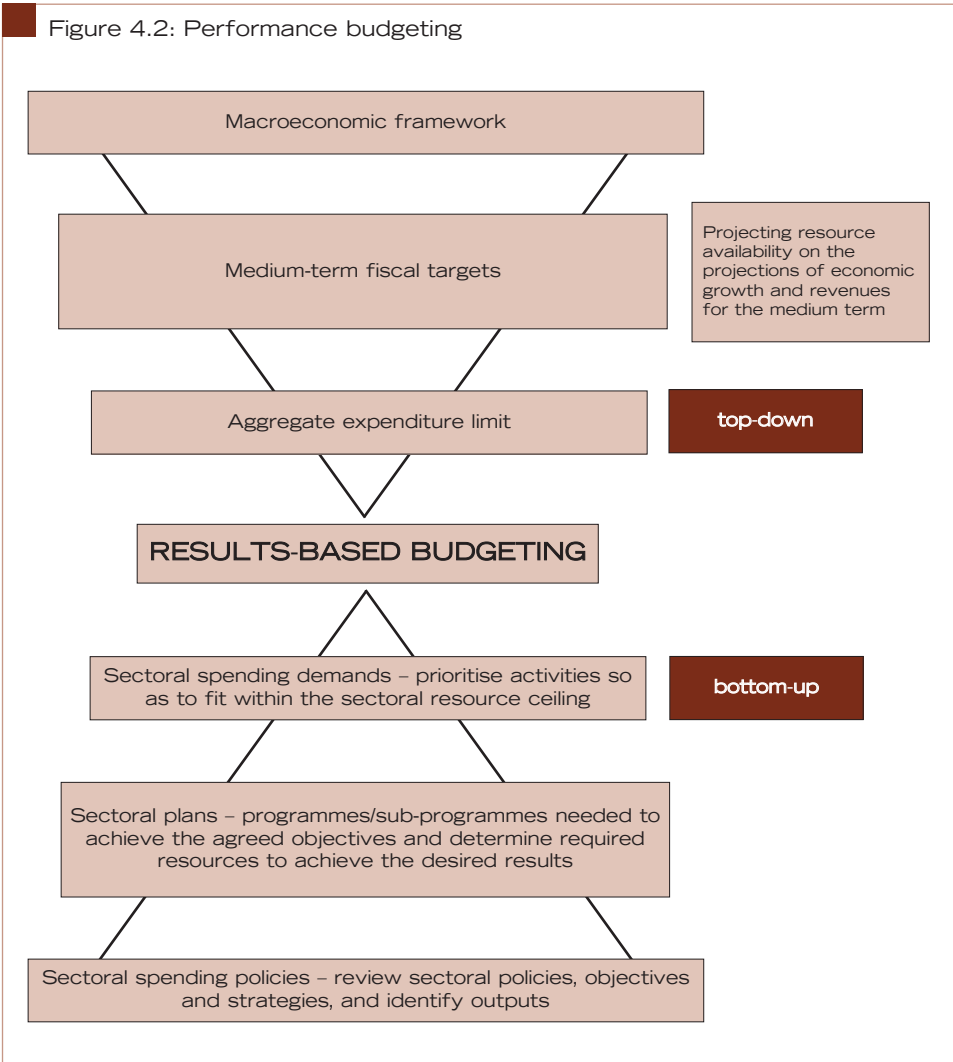 Figure 4.2: Performance budgeting
Macroeconomic framework
Medium-term fiscal targets
Projecting resource
availability on the
projections of economic
growth and revenues
for the medium term
Aggregate expenditure limit
top-down
RESULTS-BASED BUDGETING
Sectoral spending demands – prioritise activities so
as to fit within the sectoral resource ceiling
bottom-up
Sectoral plans – programmes/sub-programmes needed to
achieve the agreed objectives and determine required
resources to achieve the desired results
Sectoral spending policies – review sectoral policies, objectives
and strategies, and identify outputs